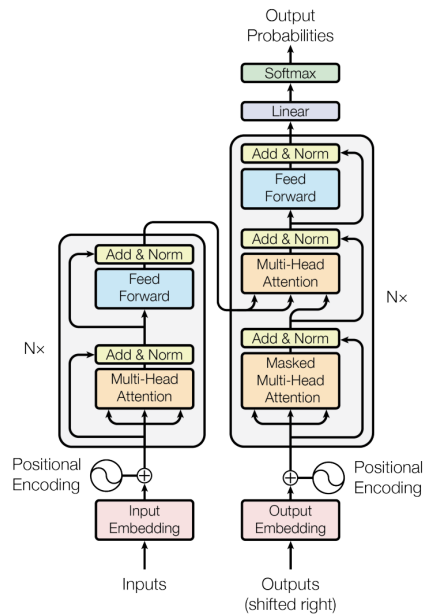 Output
Probabilities
Softmax
Linear
Add & Norm
Feed
Forward
Add & Norm
Multi-Head
Attention
Add & Norm
Masked
Multi-Head
Attention
N×
Add & Norm
Feed
Forward
N×
Add & Norm
Multi-Head
Attention
Positional
Encoding
Positional
Encoding
Input
Embedding
Output
Embedding
Inputs
Outputs
(shifted right)